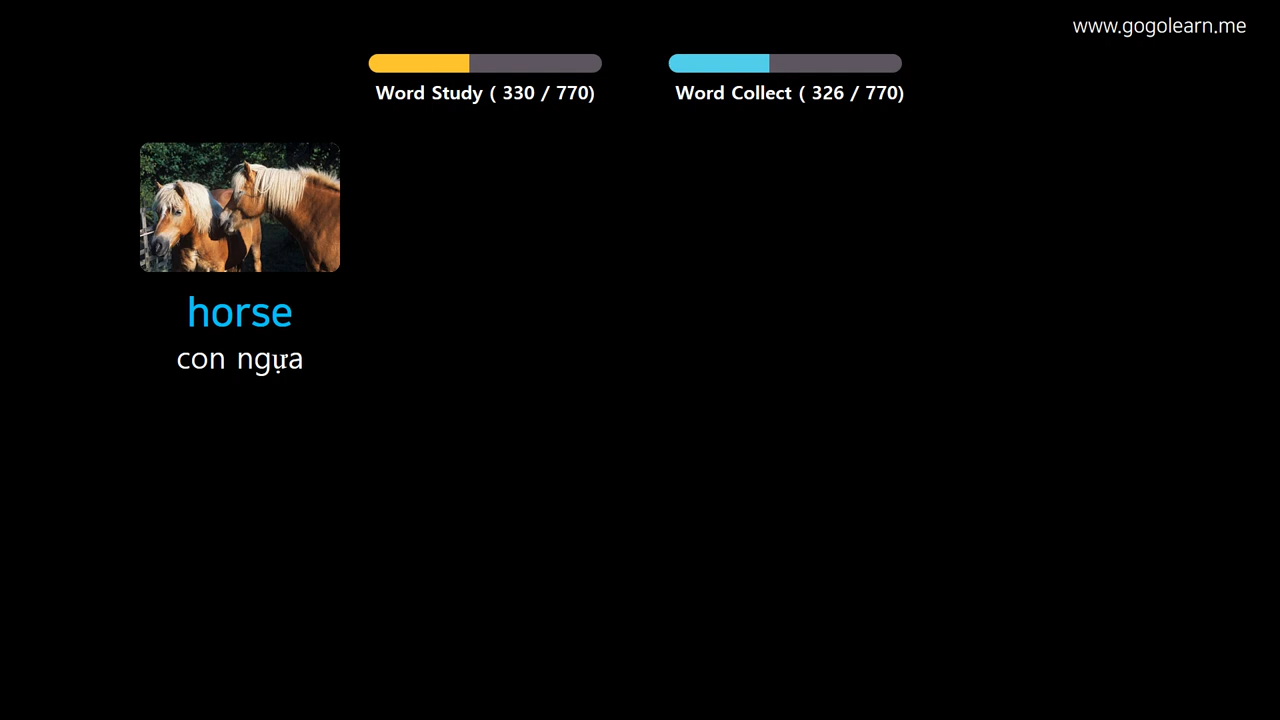 www.gogolearn.me
Word Study ( 330 / 770)
Word Collect ( 326 / 770)
horse
con ngựa